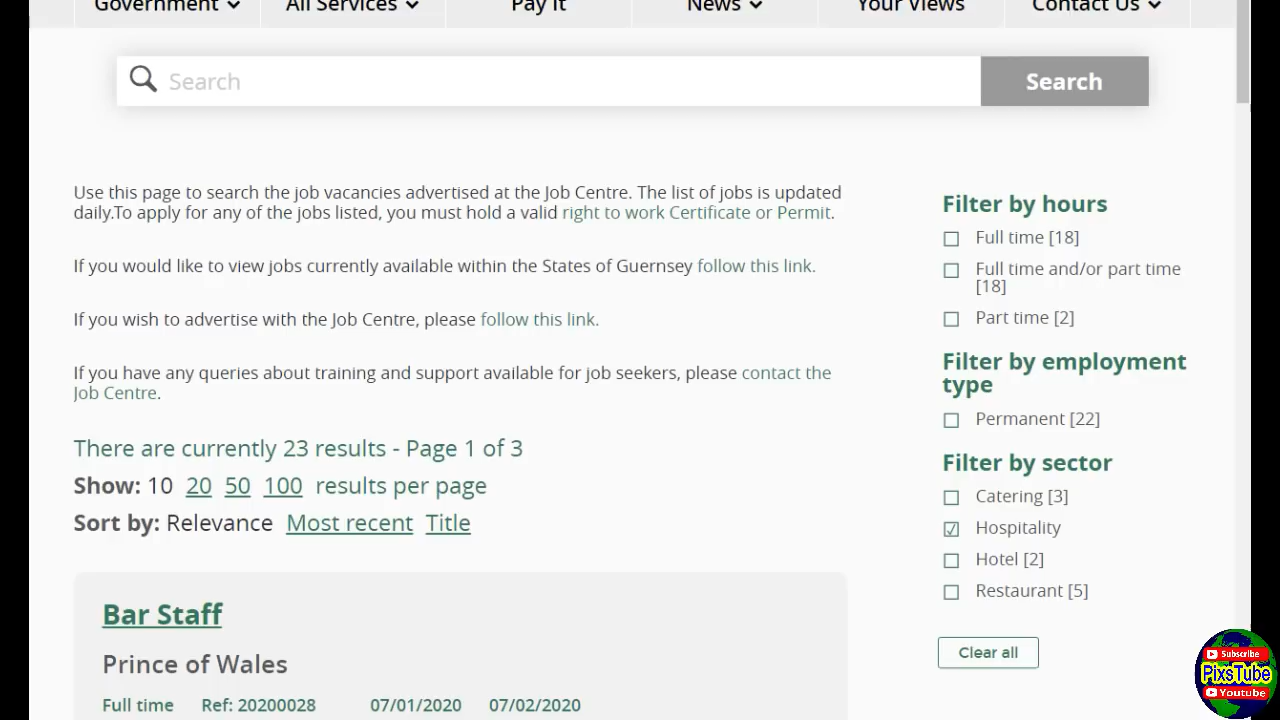 Government All Services Pay It News Your Views Contact Us
Search Search
Use this page to search the job vacancies advertised at the Job Centre. The list of jobs is updated
daily.To apply for any of the jobs listed, you must hold a valid right to work Certificate or Permit.
If you would like to view jobs currently available within the States of Guernsey follow this link.
If you wish to advertise with the Job Centre, please follow this link.
If you have any queries about training and support available for job seekers, please contact the
Job Centre.
There are currently 23 results - Page 1 of 3
Show: 10 20 50 100 results per page
Sort by: Relevance Most recent Title
Bar Staff
Prince of Wales
Full time Ref: 20200028 07/01/2020 07/02/2020
Filter by hours
Full time [18]
Full time and/or part time
[18]
Part time [2]
Filter by employment
type
Permanent [22]
Filter by sector
Catering [3]
Hospitality
Hotel [2]
Restaurant [5]
Clear all
Subscribe
PixsTube
Youtube